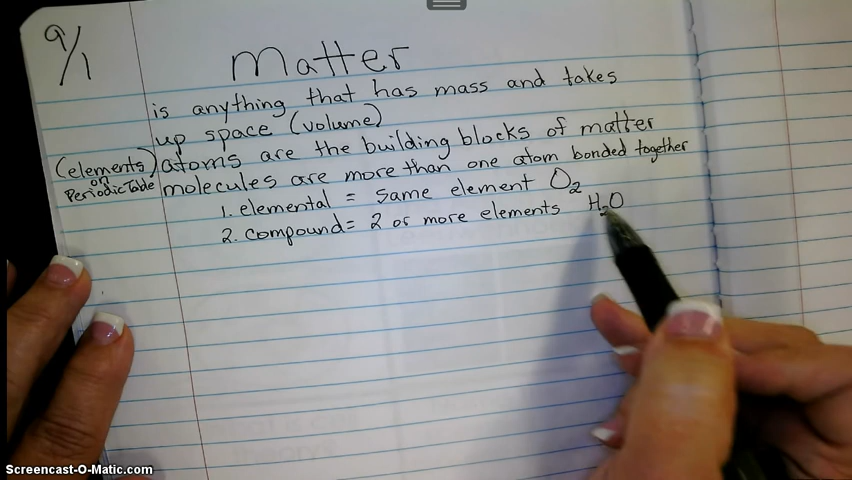 9/1
Matter
is anything that has mass and takes
up space (volume)
(elements) atoms are the building blocks of matter
on
Periodic Table
molecules are more than one atom bonded together
1. elemental = same element O₂
2. compound = 2 or more elements H₂O
Screencast-O-Matic.com